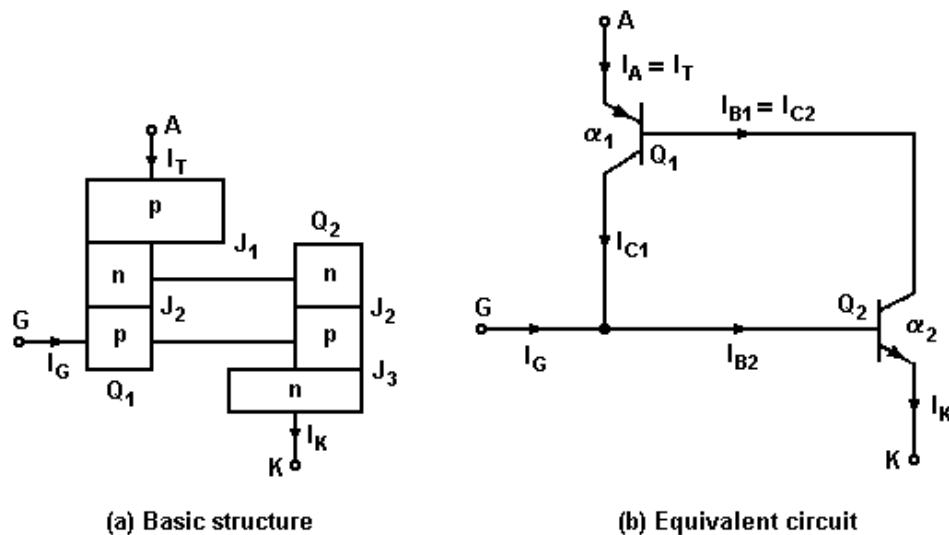 A
I_T
p
J_1
Q_2
n
n
J_2
J_2
G
p
p
I_G
J_3
Q_1
n
I_K
K
(a) Basic structure
A
I_A = I_T
I_B1 = I_C2
α_1
Q_1
I_C1
Q_2
G
α_2
I_G
I_B2
I_K
K
(b) Equivalent circuit